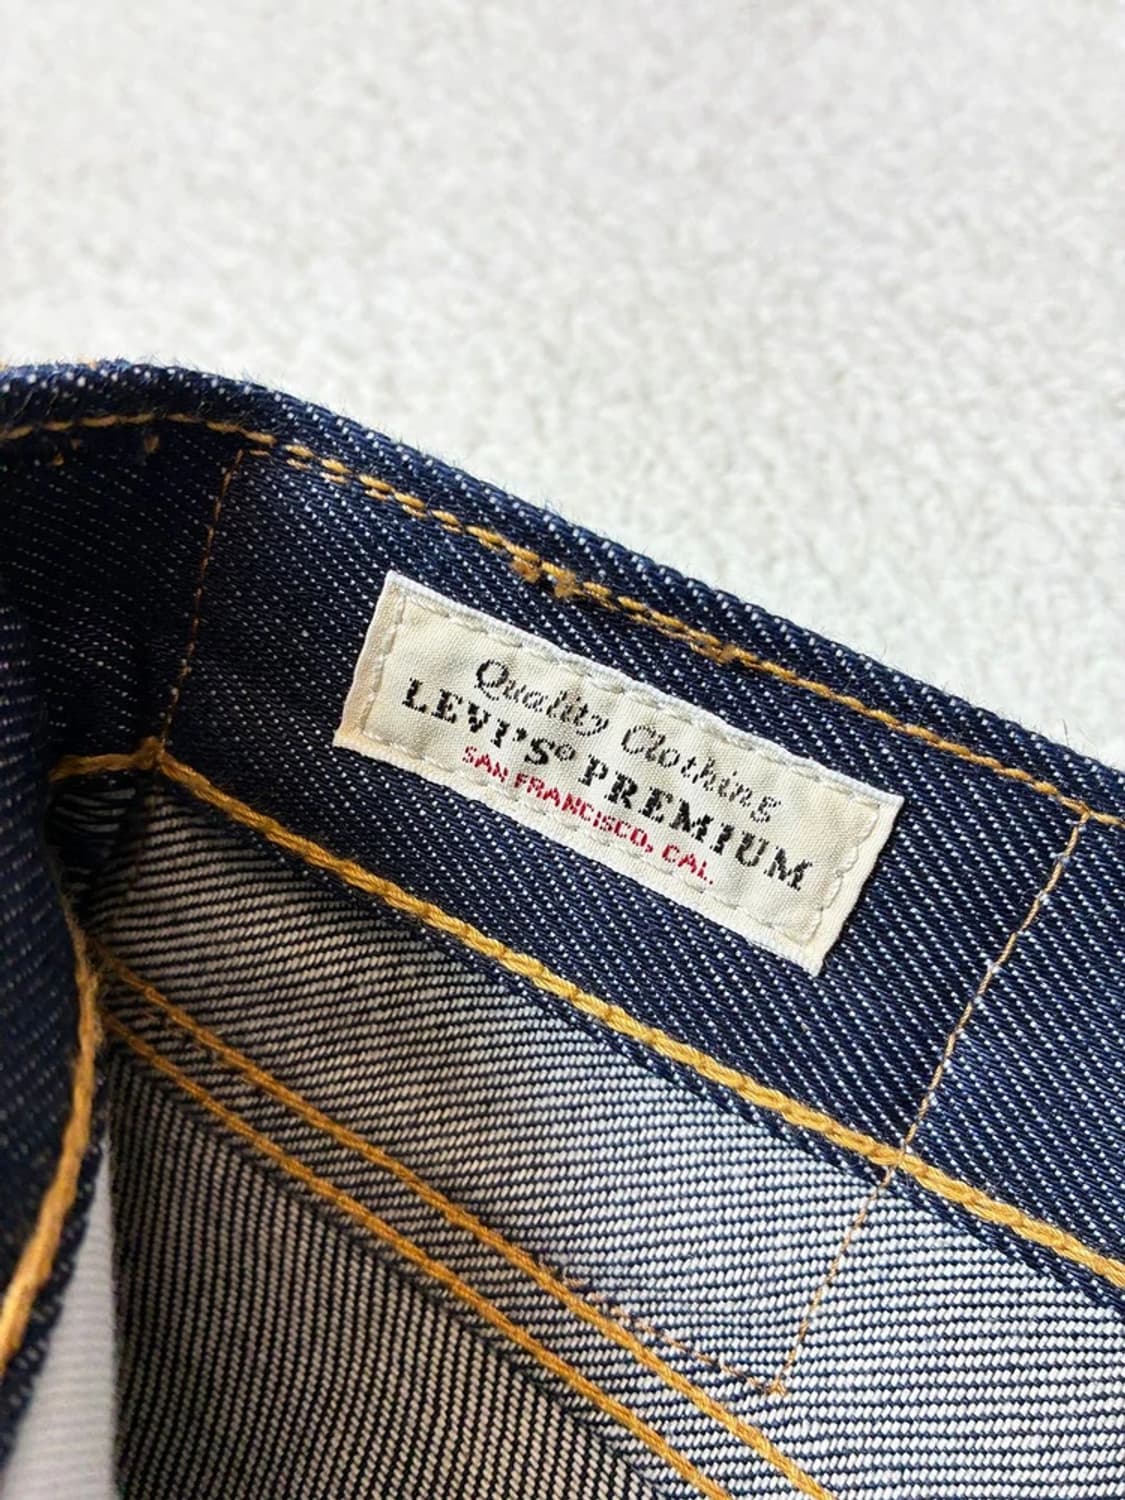 Quality Clothing
LEVI'S® PREMIUM
SAN FRANCISCO, CAL.